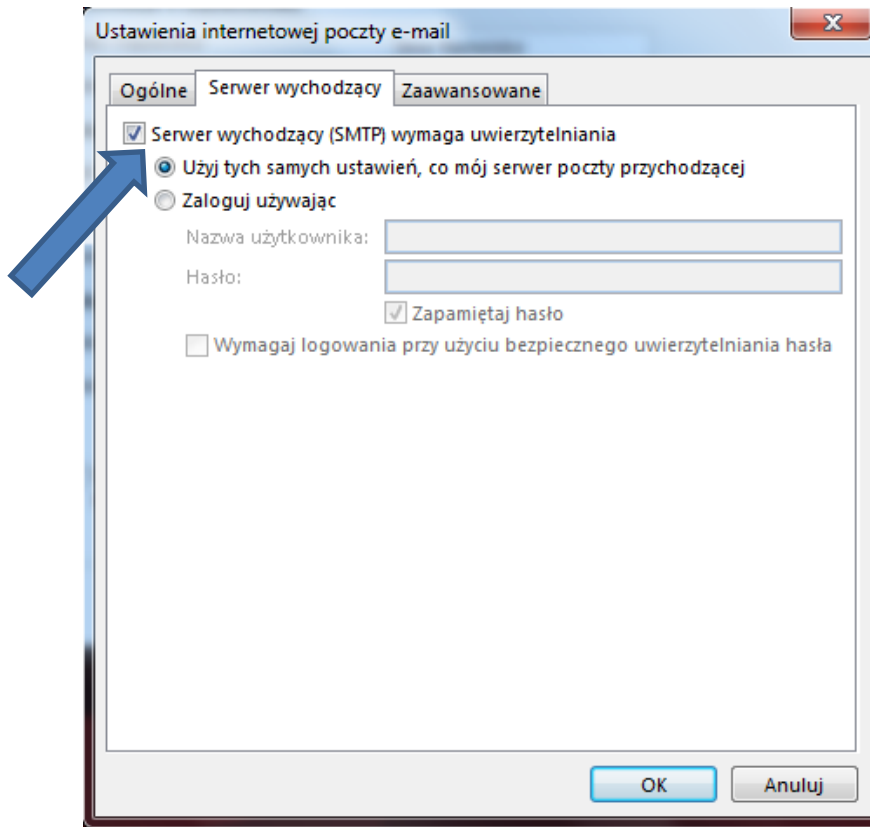 Ustawienia internetowej poczty e-mail
Ogólne Serwer wychodzący Zaawansowane
Serwer wychodzący (SMTP) wymaga uwierzytelniania
Użyj tych samych ustawień, co mój serwer poczty przychodzącej
Zaloguj używając
Nazwa użytkownika:
Hasło:
Zapamiętaj hasło
Wymagaj logowania przy użyciu bezpiecznego uwierzytelniania hasła
OK Anuluj